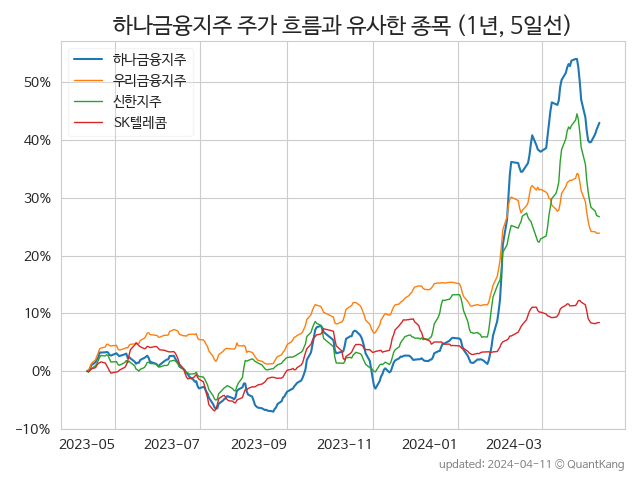 하나금융지주 주가 흐름과 유사한 종목 (1년, 5일선)
하나금융지주
우리금융지주
신한지주
SK텔레콤
50%
40%
30%
20%
10%
0%
−10%
2023-05 2023-07 2023-09 2023-11 2024-01 2024-03
updated: 2024-04-11 © QuantKang